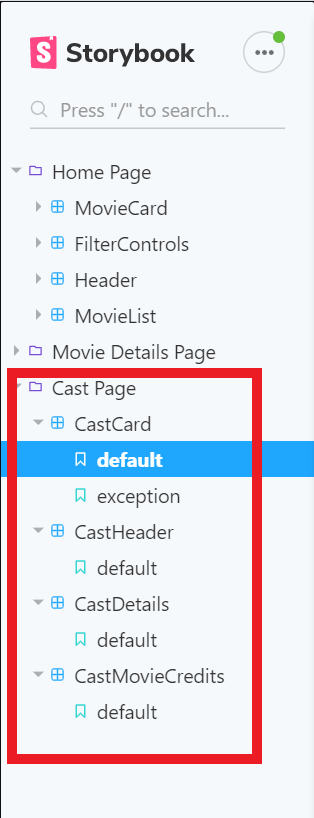 Storybook
Press "/" to search...
Home Page
MovieCard
FilterControls
Header
MovieList
Movie Details Page
Cast Page
CastCard
default
exception
CastHeader
default
CastDetails
default
CastMovieCredits
default